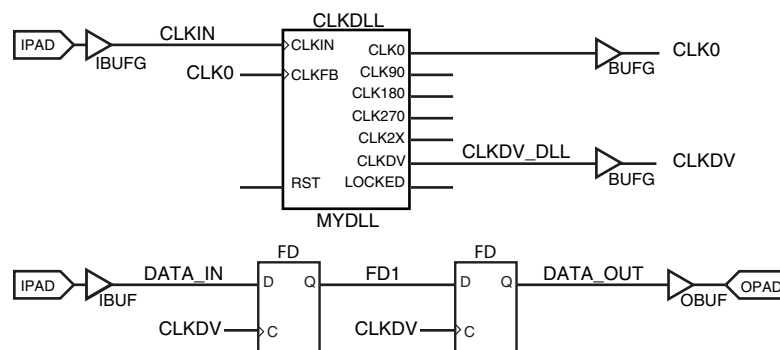 CLKDLL
IPAD
IBUFG
CLKIN
CLKIN
CLK0
BUFG
CLK0
CLK0
CLKFB
CLK90
CLK180
CLK270
CLK2X
CLKDV
CLKDV_DLL
BUFG
CLKDV
RST
LOCKED
MYDLL
FD
FD
IPAD
IBUF
DATA_IN
D
Q
FD1
D
Q
DATA_OUT
OBUF
OPAD
CLKDV
C
CLKDV
C